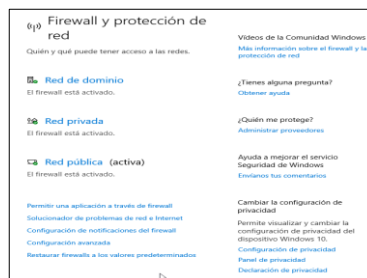 Firewall y protección de
red
Quién y qué puede tener acceso a las redes.
Red de dominio
El firewall está activado.
Red privada
El firewall está activado.
Red pública (activa)
El firewall está activado.
Permitir una aplicación a través de firewall
Solucionador de problemas de red e Internet
Configuración de notificaciones del firewall
Configuración avanzada
Restaurar firewalls a los valores predeterminados
Vídeos de la Comunidad Windows
Más información sobre el firewall y la
protección de red
¿Tienes alguna pregunta?
Obtener ayuda
¿Quién me protege?
Administrar proveedores
Ayuda a mejorar el servicio
Seguridad de Windows
Envíanos tus comentarios
Cambiar la configuración de
privacidad
Permite visualizar y cambiar la
configuración de privacidad del
dispositivo Windows 10.
Configuración de privacidad
Panel de privacidad
Declaración de privacidad